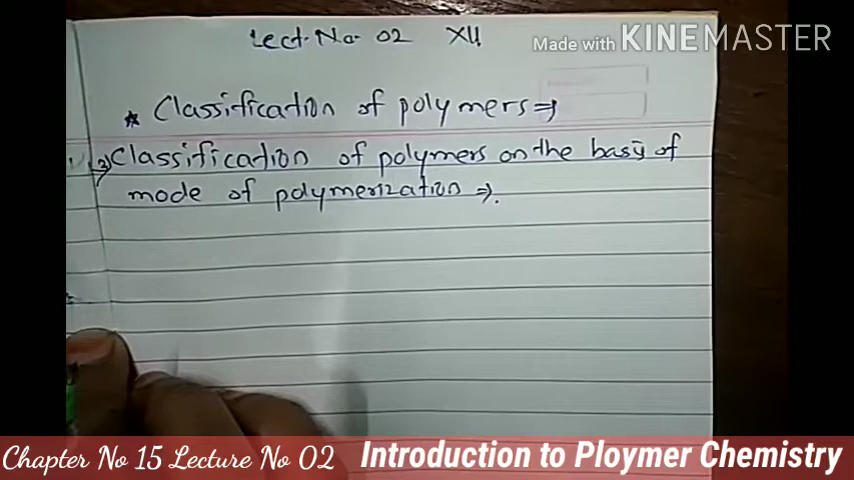 Lect. No. 02 XII
Made with KINEMASTER
* Classification of polymers ⇒
3) Classification of polymers on the basis of
mode of polymerization ⇒.
Chapter No 15 Lecture No 02 Introduction to Ploymer Chemistry